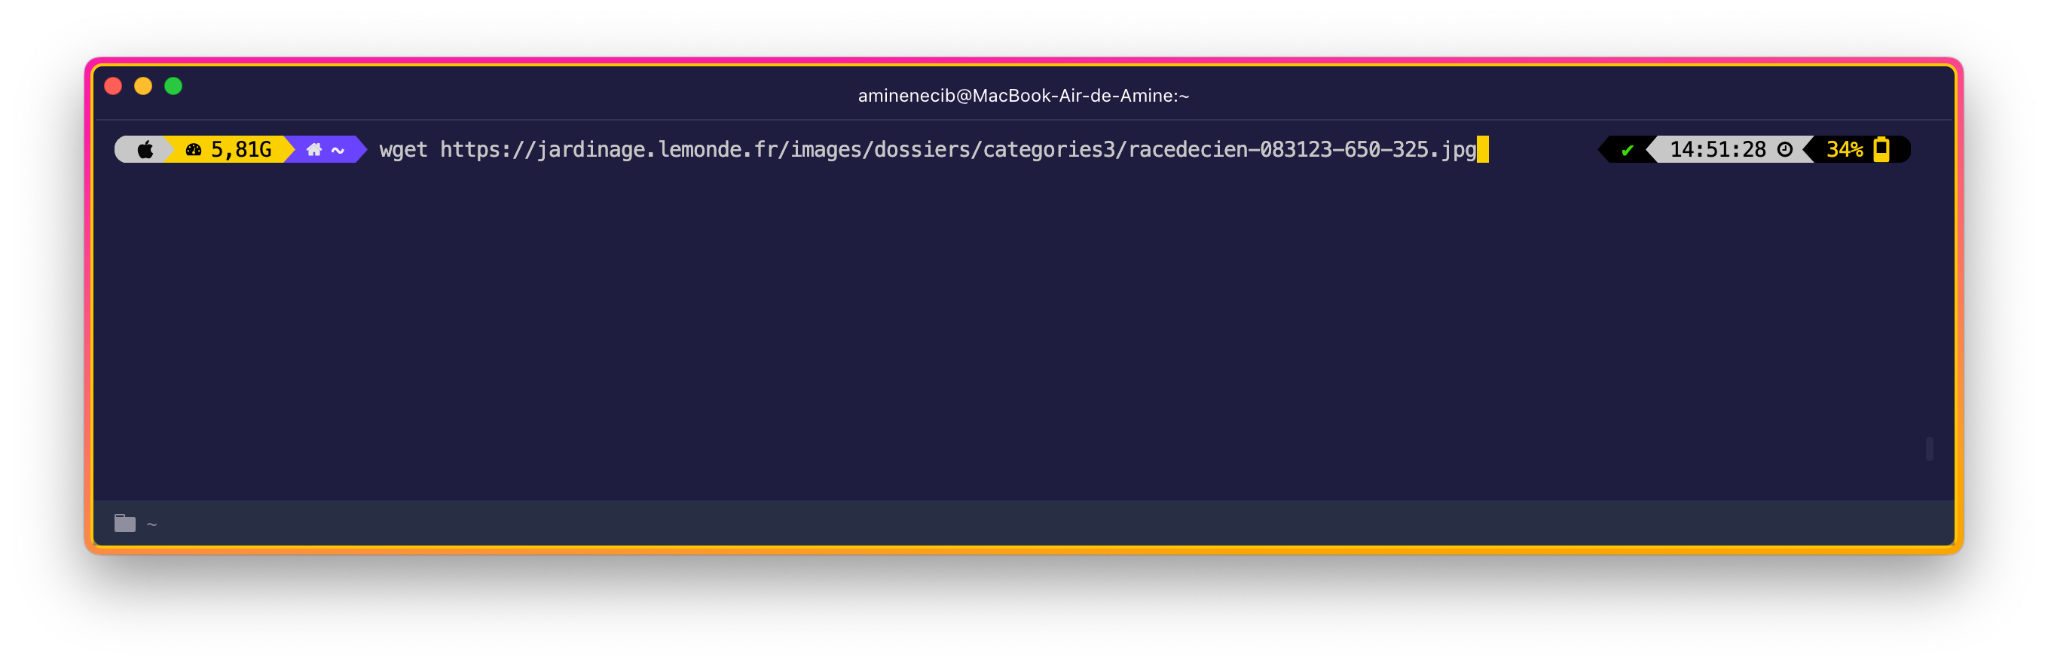 aminenecib@MacBook-Air-de-Amine:~
5,81G ~ wget https://jardinage.lemonde.fr/images/dossiers/categories3/racedecien-083123-650-325.jpg ✔ 14:51:28 34%
~